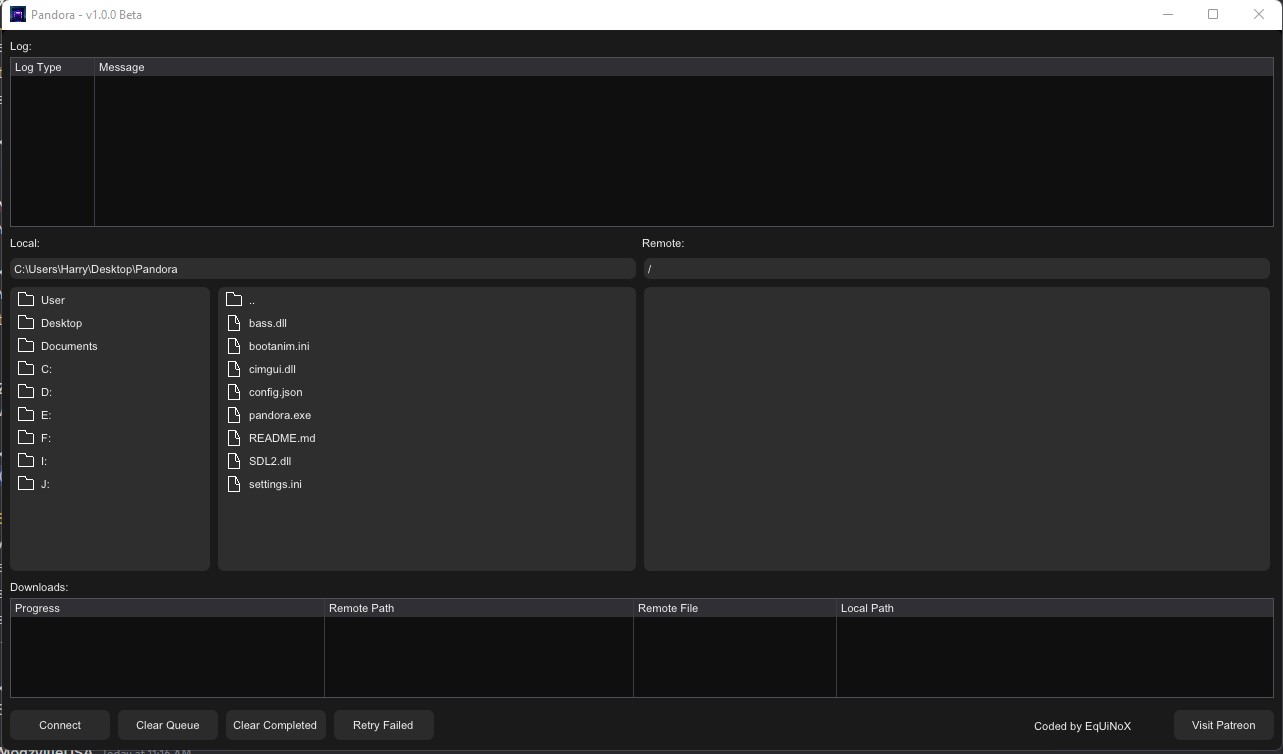 Pandora - v1.0.0 Beta
Log:
Log Type Message
Local: Remote:
C:\Users\Harry\Desktop\Pandora /
User ..
Desktop bass.dll
Documents bootanim.ini
C: cimgui.dll
D: config.json
E: pandora.exe
F: README.md
I: SDL2.dll
J: settings.ini
Downloads:
Progress Remote Path Remote File Local Path
Connect Clear Queue Clear Completed Retry Failed Coded by EqUiNoX Visit Patreon
Today at 11:16 AM